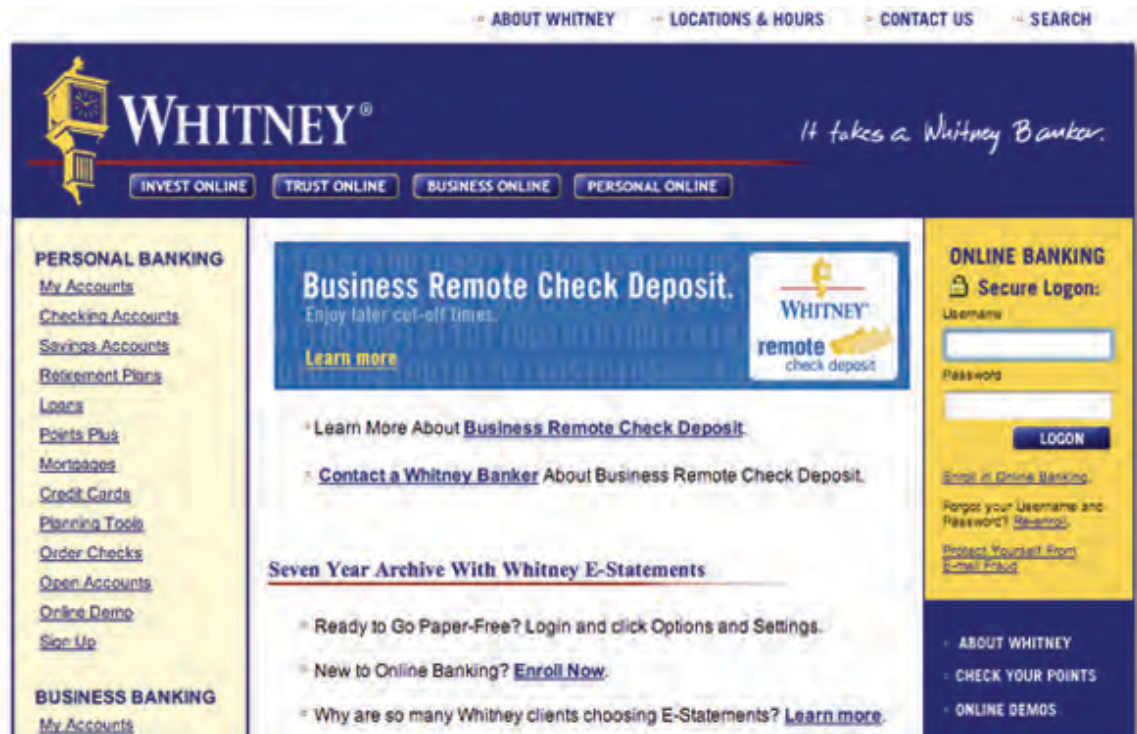 ABOUT WHITNEY LOCATIONS & HOURS CONTACT US SEARCH
WHITNEY®
It takes a Whitney Banker.
INVEST ONLINE TRUST ONLINE BUSINESS ONLINE PERSONAL ONLINE
PERSONAL BANKING
My Accounts
Checking Accounts
Savings Accounts
Retirement Plans
Loans
Points Plus
Mortgages
Credit Cards
Planning Tools
Order Checks
Open Accounts
Online Demo
Sign Up
BUSINESS BANKING
My Accounts
Business Remote Check Deposit.
Enjoy later cut-off times.
Learn more
WHITNEY
remote
check deposit
Learn More About Business Remote Check Deposit.
Contact a Whitney Banker About Business Remote Check Deposit.
Seven Year Archive With Whitney E-Statements
Ready to Go Paper-Free? Login and click Options and Settings.
New to Online Banking? Enroll Now.
Why are so many Whitney clients choosing E-Statements? Learn more.
ONLINE BANKING
Secure Logon:
Username
Password
LOGON
Enroll in Online Banking.
Forgot your Username and
Password? Re-enroll.
Protect Yourself From
E-mail Fraud
ABOUT WHITNEY
CHECK YOUR POINTS
ONLINE DEMOS